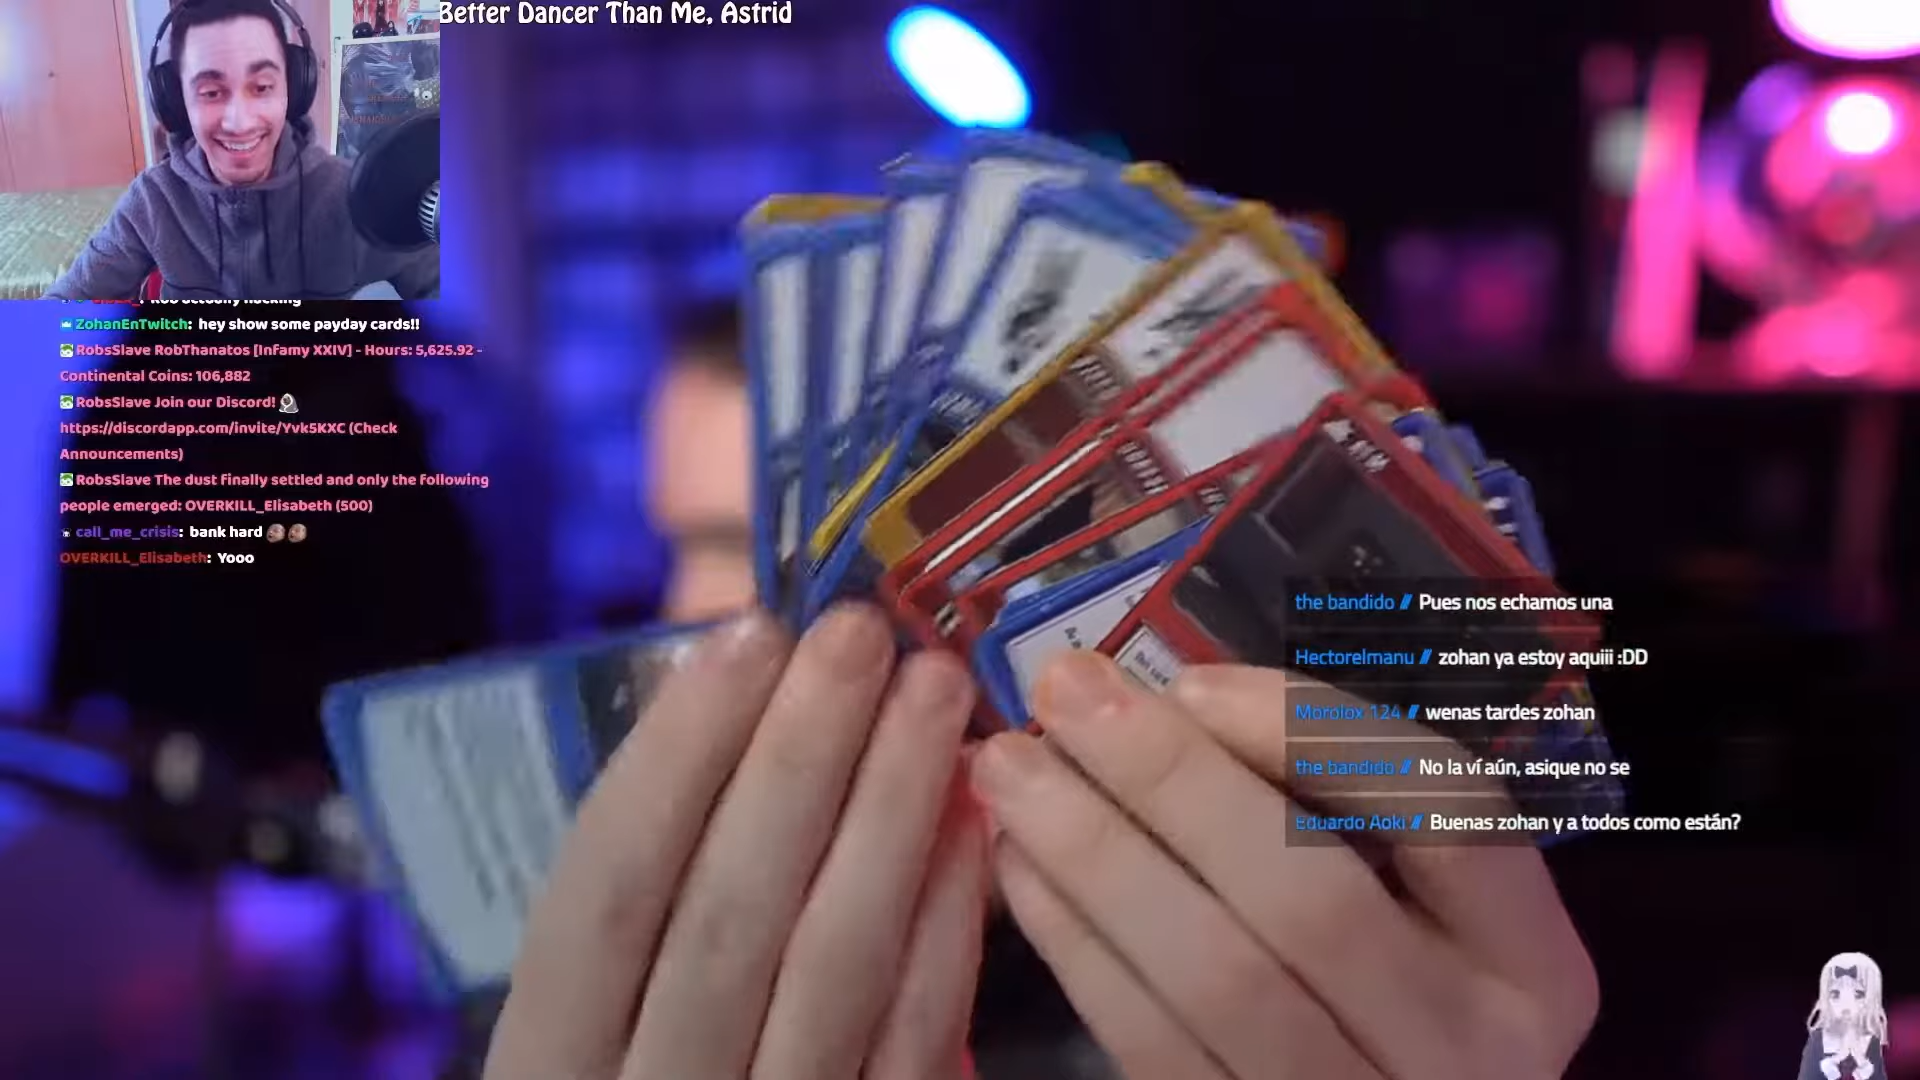 Better Dancer Than Me, Astrid
ZohanEnTwitch: hey show some payday cards!!
RobsSlave RobThanatos [Infamy XXIV] - Hours: 5,625.92 -
Continental Coins: 106,882
RobsSlave Join our Discord!
https://discordapp.com/invite/Yvk5KXC (Check
Announcements)
RobsSlave The dust finally settled and only the following
people emerged: OVERKILL_Elisabeth (500)
call_me_crisis: bank hard
OVERKILL_Elisabeth: Yooo
the bandido // Pues nos echamos una
Hectorelmanu // zohan ya estoy aquiii :DD
Morolox 124 // wenas tardes zohan
the bandido // No la ví aún, asique no se
Eduardo Aoki // Buenas zohan y a todos como están?